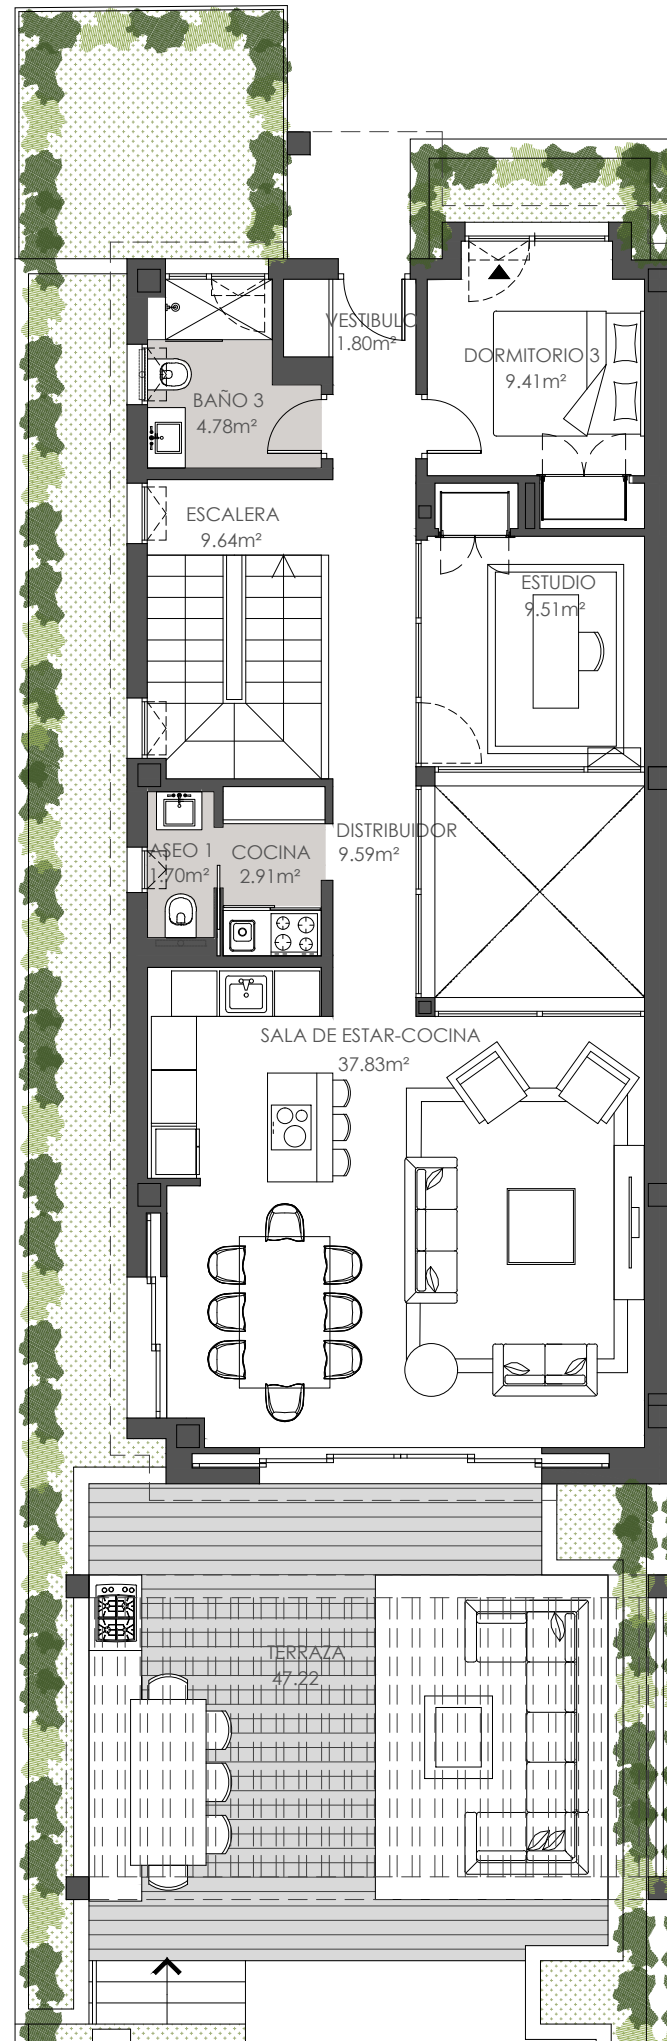 VESTIBULO
1.80m²
DORMITORIO 3
9.41m²
BAÑO 3
4.78m²
ESCALERA
9.64m²
ESTUDIO
9.51m²
DISTRIBUIDOR
9.59m²
ASEO 1
1.70m²
COCINA
2.91m²
SALA DE ESTAR-COCINA
37.83m²
TERRAZA
47.22